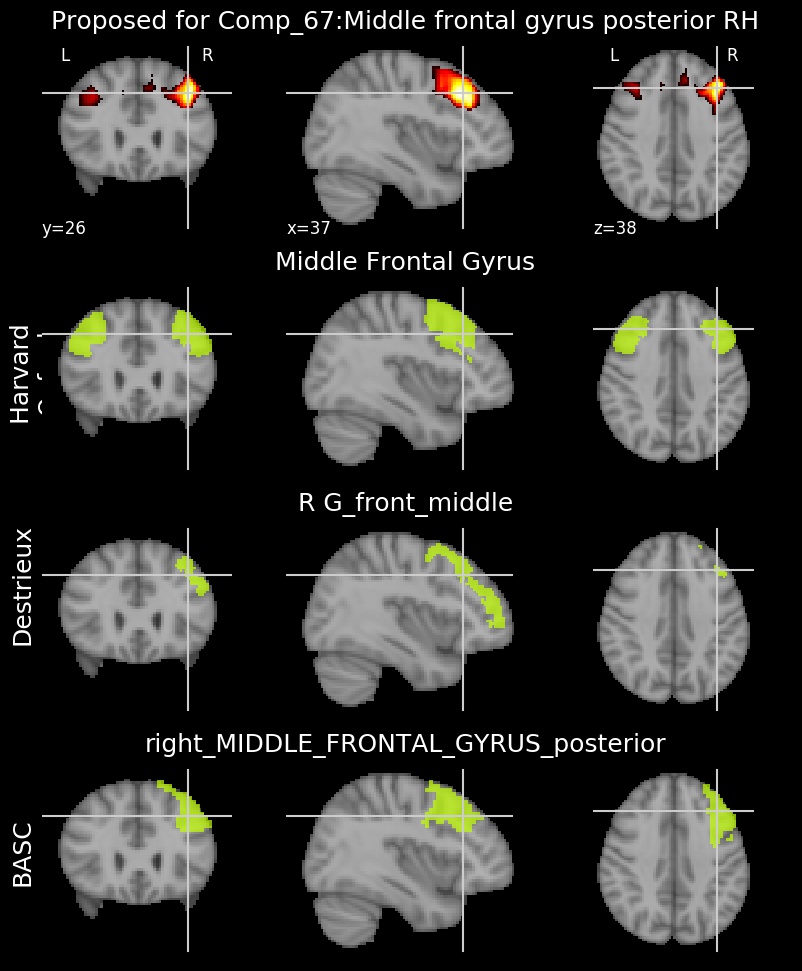 Proposed for Comp_67:Middle frontal gyrus posterior RH
L R L R
y=26 x=37 z=38
Middle Frontal Gyrus
Harvard
R G_front_middle
Destrieux
right_MIDDLE_FRONTAL_GYRUS_posterior
BASC